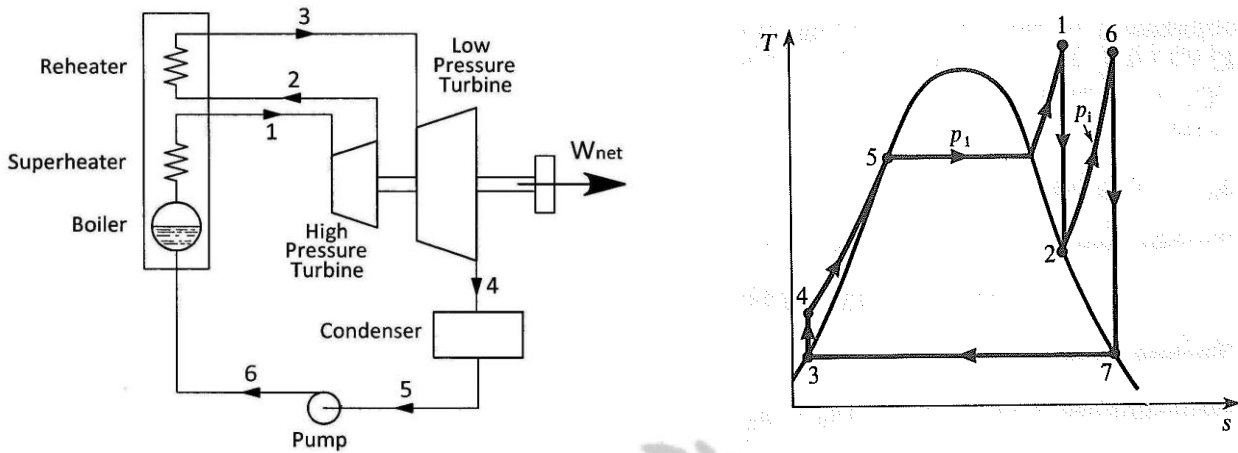 3
Reheater
Low
Pressure
Turbine
2
1
Superheater
Wnet
Boiler
High
Pressure
Turbine
4
Condenser
6
5
Pump
T
1
6
p₁
pᵢ
5
2
4
3
7
s